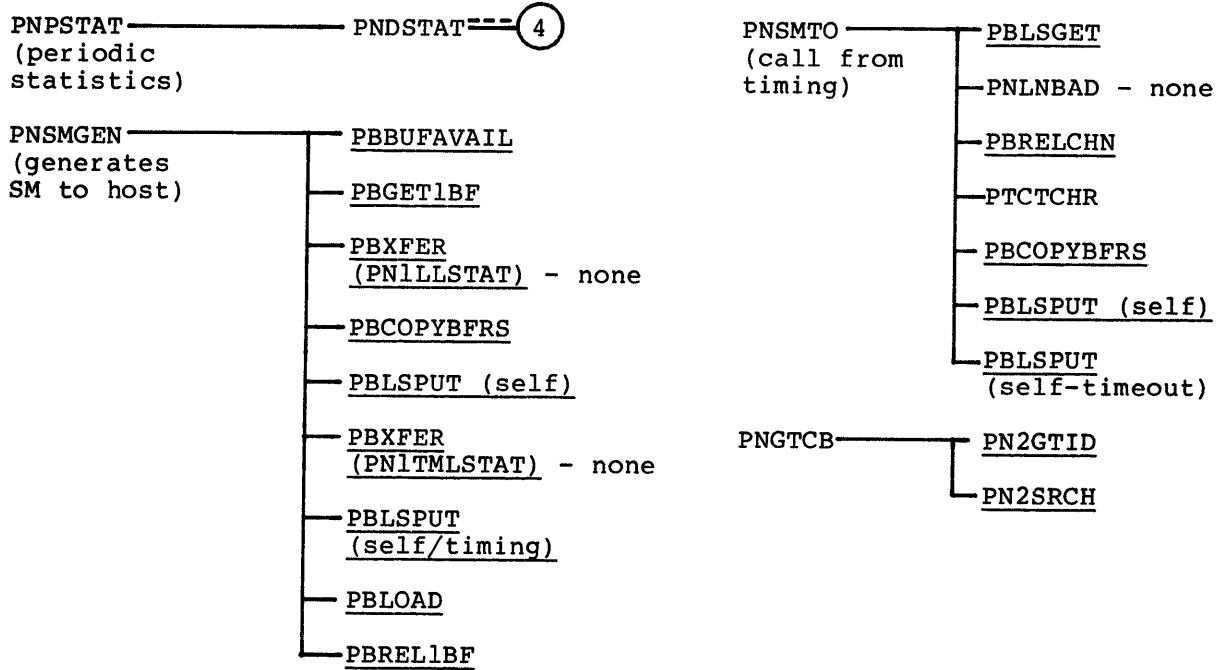 PNPSTAT PNDSTAT 4
(periodic
statistics)
PNSMGEN PBBUFAVAIL
(generates
SM to host)
PBGET1BF
PBXFER
(PN1LLSTAT) - none
PBCOPYBFRS
PBLSPUT (self)
PBXFER
(PN1TMLSTAT) - none
PBLSPUT
(self/timing)
PBLOAD
PBREL1BF
PNSMTO PBLSGET
(call from
timing)
PNLNBAD - none
PBRELCHN
PTCTCHR
PBCOPYBFRS
PBLSPUT (self)
PBLSPUT
(self-timeout)
PNGTCB PN2GTID
PN2SRCH